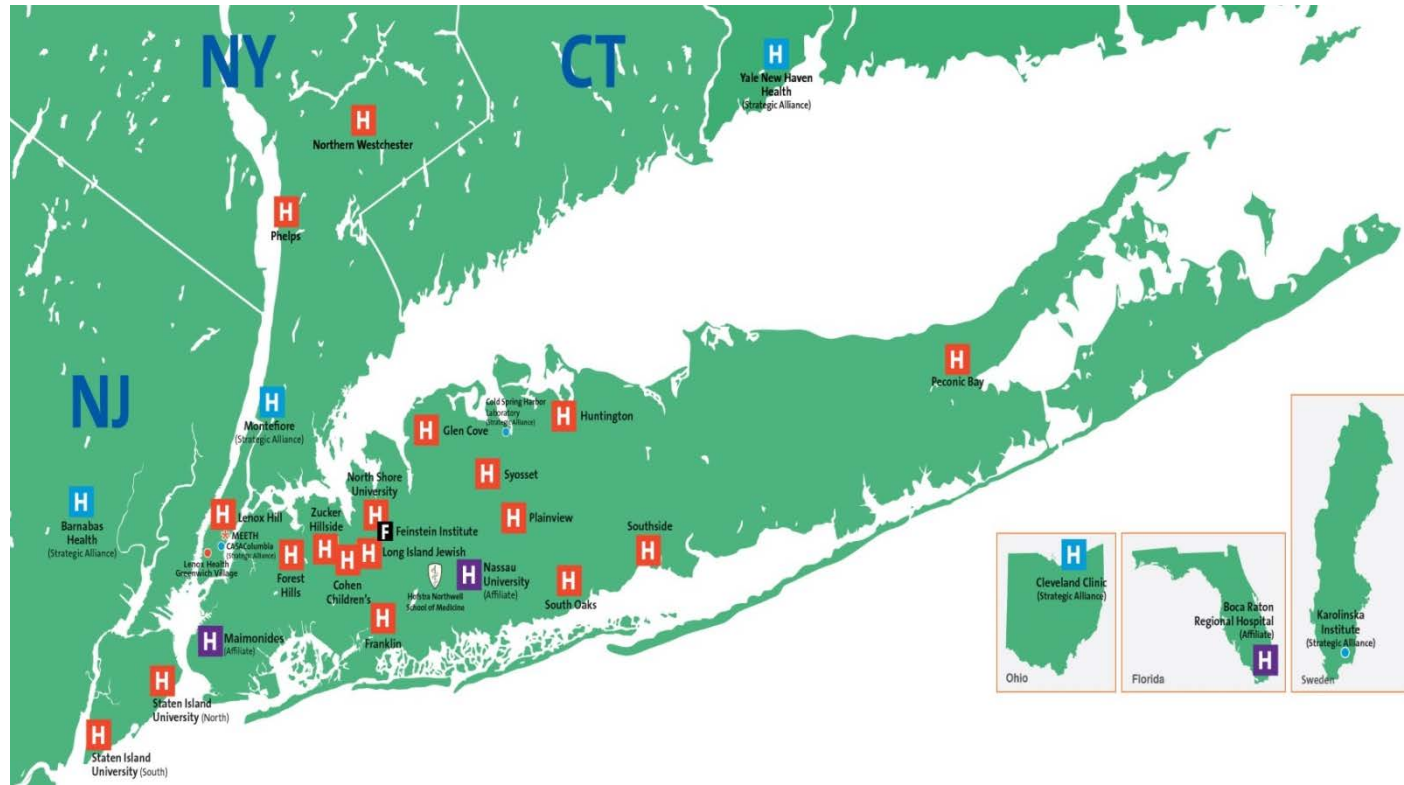 NY
CT
H
Yale New Haven
Health
(Strategic Alliance)
H
Northern Westchester
H
Phelps
NJ
H
Montefiore
(Strategic Alliance)
H
Peconic Bay
Cold Spring Harbor
Laboratory
(Strategic Alliance)
H
Huntington
H
Glen Cove
H
Syosset
H
Barnabas
Health
(Strategic Alliance)
H
Lenox Hill
MEETH
CASAColumbia
(Strategic Alliance)
Lenox Health
Greenwich Village
North Shore
University
H
F
Feinstein Institute
H
Plainview
Zucker
Hillside
H
H
Forest
Hills
H
Cohen
Children's
H
Long Island Jewish
Southside
H
Hofstra Northwell
School of Medicine
H
Nassau
University
(Affiliate)
H
South Oaks
H
Franklin
H
Maimonides
(Affiliate)
H
Staten Island
University (North)
H
Staten Island
University (South)
H
Cleveland Clinic
(Strategic Alliance)
Ohio
Boca Raton
Regional Hospital
(Affiliate)
H
Florida
Karolinska
Institute
(Strategic Alliance)
Sweden